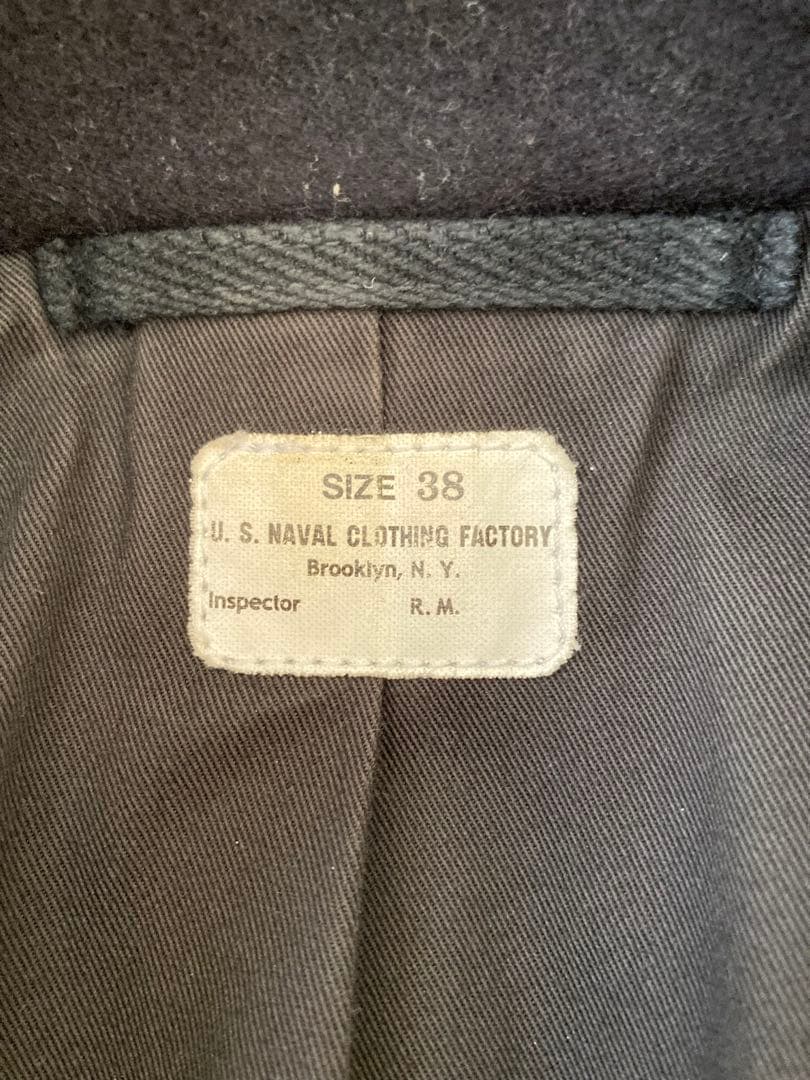 SIZE 38
U. S. NAVAL CLOTHING FACTORY
Brooklyn, N. Y.
Inspector R. M.